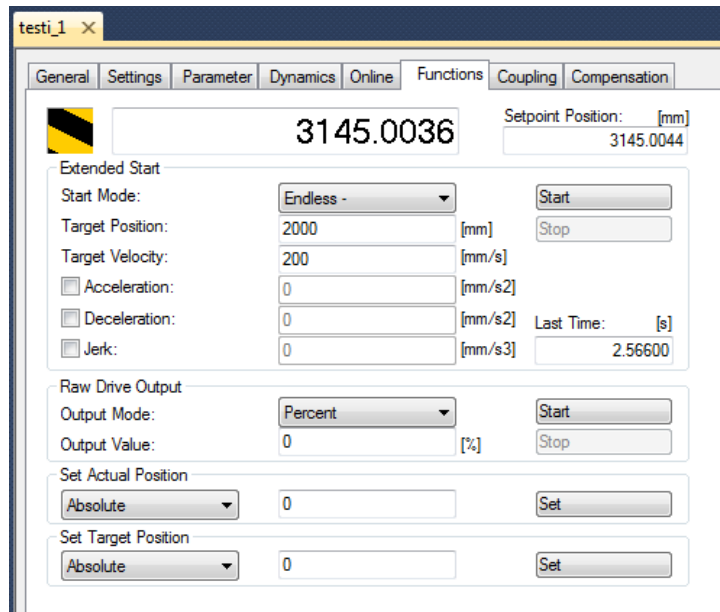 testi_1
General Settings Parameter Dynamics Online Functions Coupling Compensation
3145.0036
Setpoint Position: [mm]
3145.0044
Extended Start
Start Mode: Endless - Start
Target Position: 2000 [mm] Stop
Target Velocity: 200 [mm/s]
Acceleration: 0 [mm/s2]
Deceleration: 0 [mm/s2] Last Time: [s]
Jerk: 0 [mm/s3] 2.56600
Raw Drive Output
Output Mode: Percent Start
Output Value: 0 [%] Stop
Set Actual Position
Absolute 0 Set
Set Target Position
Absolute 0 Set